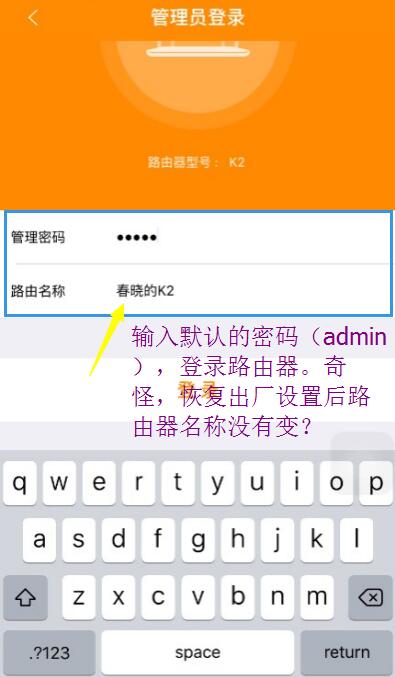 管理员登录
路由器型号： K2
管理密码 •••••
路由名称 春晓的K2
输入默认的密码（admin
），登录路由器。奇
怪，恢复出厂设置后路
由器名称没有变？
登录
q w e r t y u i o p
a s d f g h j k l
z x c v b n m
.?123 space return